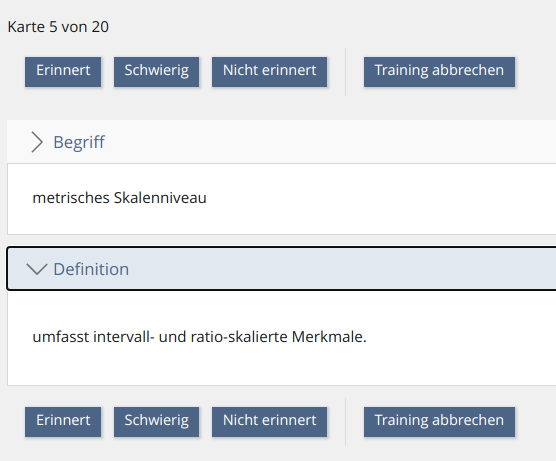 Karte 5 von 20
Erinnert Schwierig Nicht erinnert Training abbrechen
Begriff
metrisches Skalenniveau
Definition
umfasst intervall- und ratio-skalierte Merkmale.
Erinnert Schwierig Nicht erinnert Training abbrechen